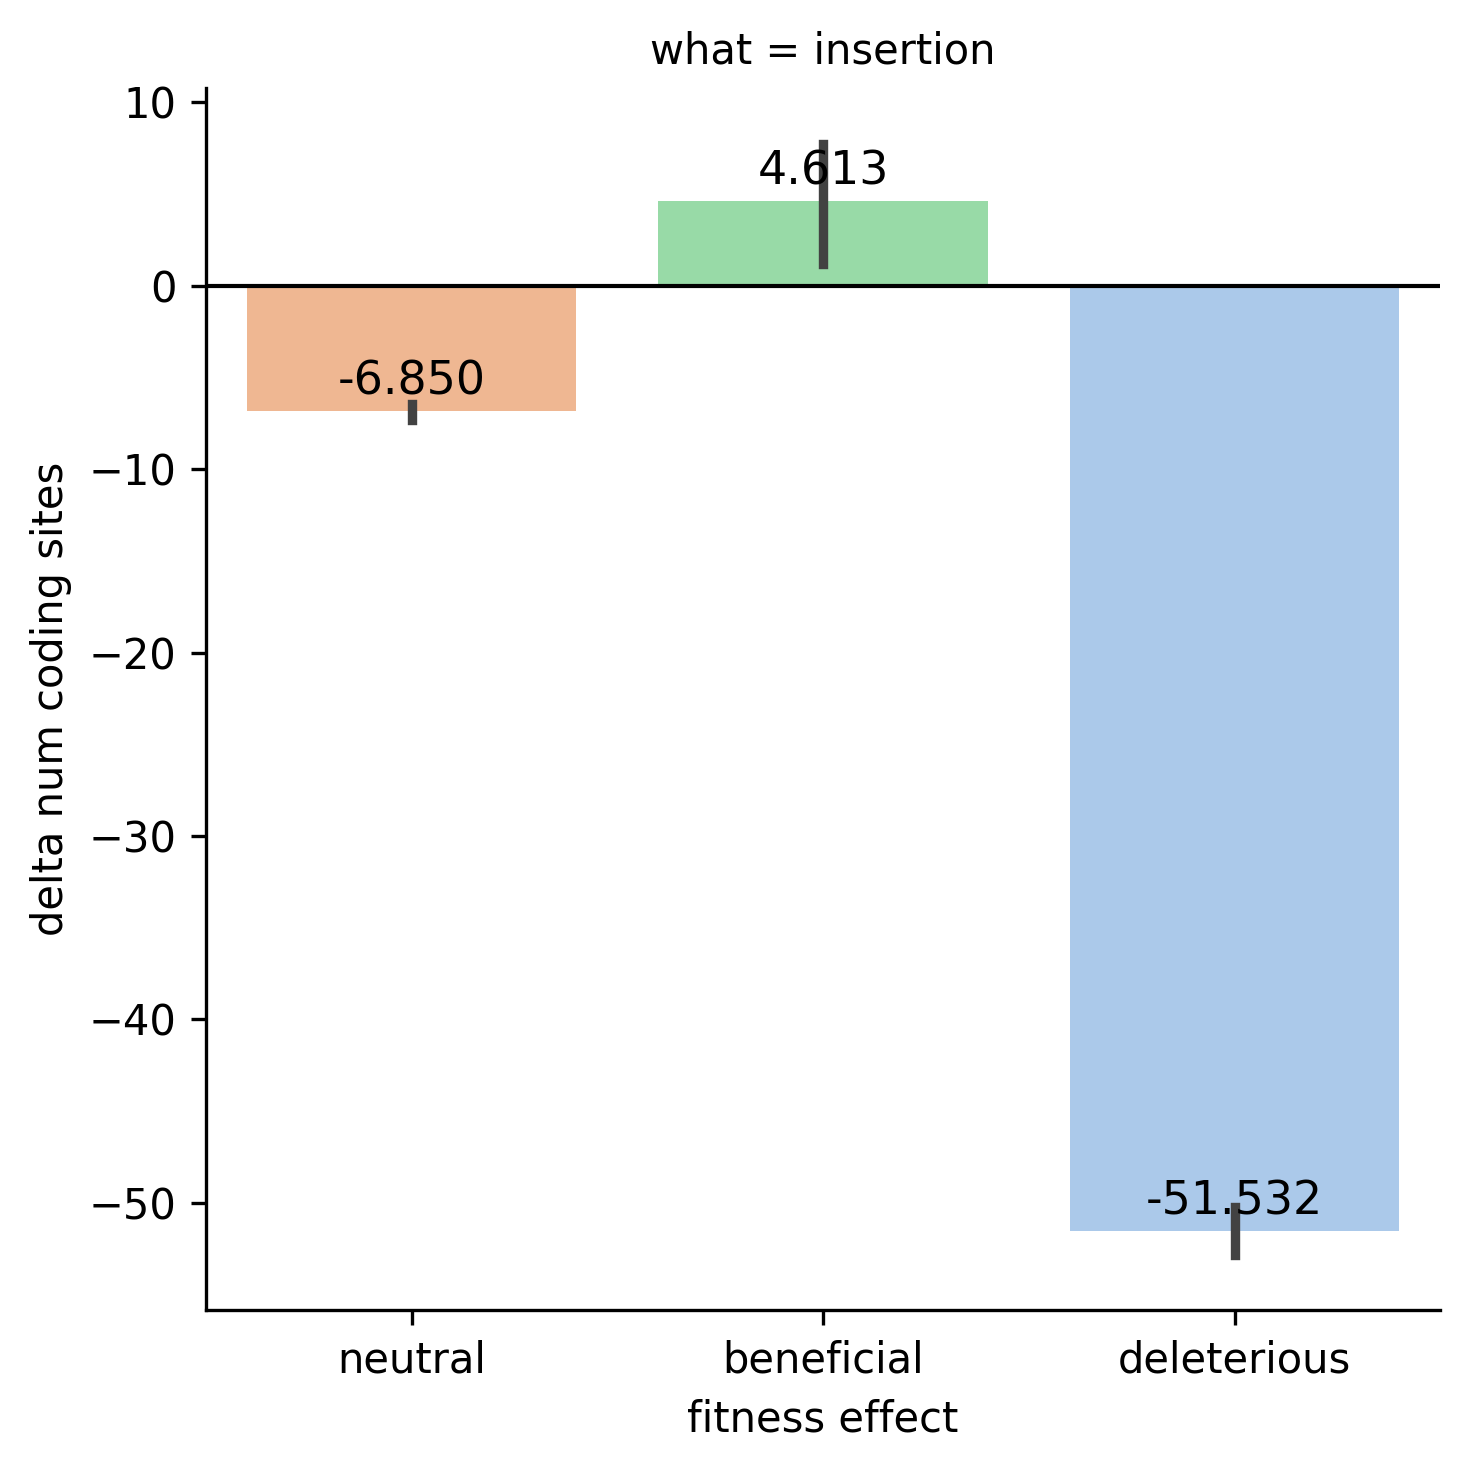 what = insertion
10
4.613
0
-6.850
−10
−20
−30
−40
−50
-51.532
delta num coding sites
neutral
beneficial
deleterious
fitness effect